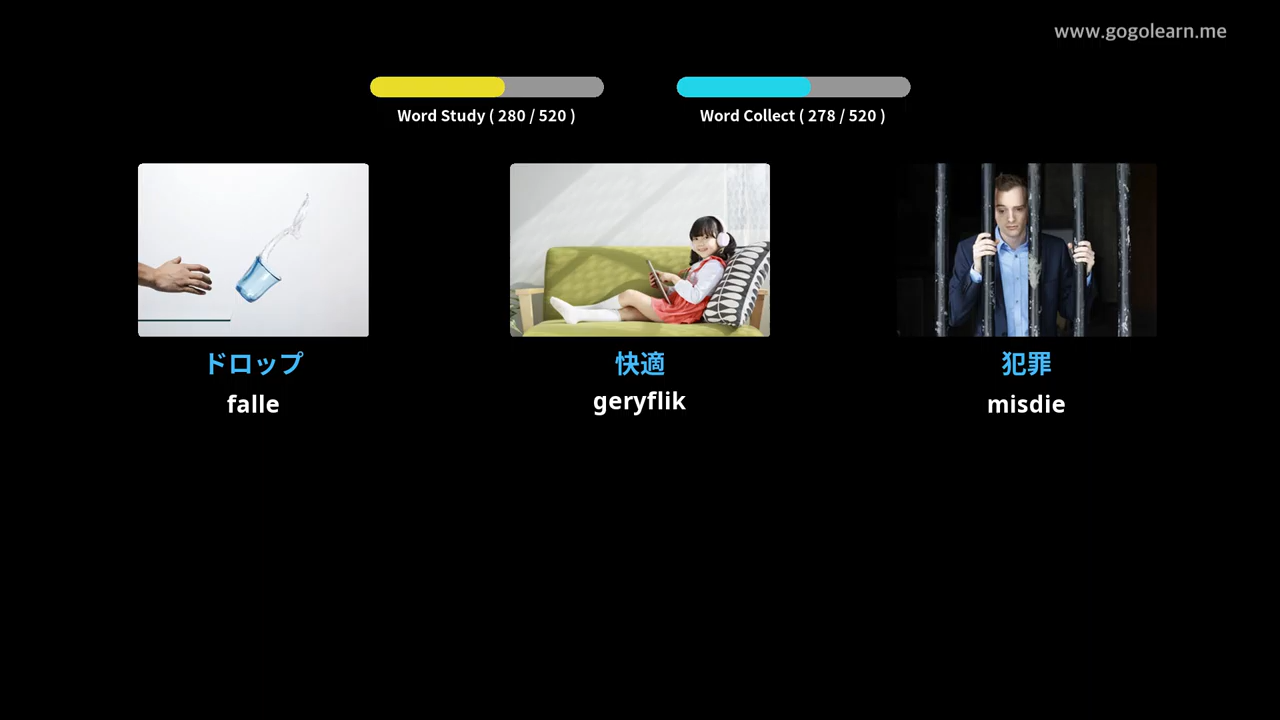 www.gogolearn.me
Word Study ( 280 / 520 )
Word Collect ( 278 / 520 )
ドロップ
快適
犯罪
falle
geryflik
misdie